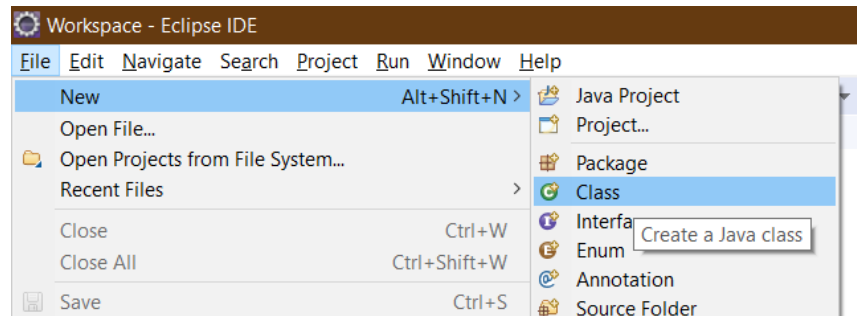 Workspace - Eclipse IDE
File Edit Navigate Search Project Run Window Help
New Alt+Shift+N >
Open File...
Open Projects from File System...
Recent Files >
Close Ctrl+W
Close All Ctrl+Shift+W
Save Ctrl+S
Java Project
Project...
Package
Class
Interfa
Create a Java class
Enum
Annotation
Source Folder